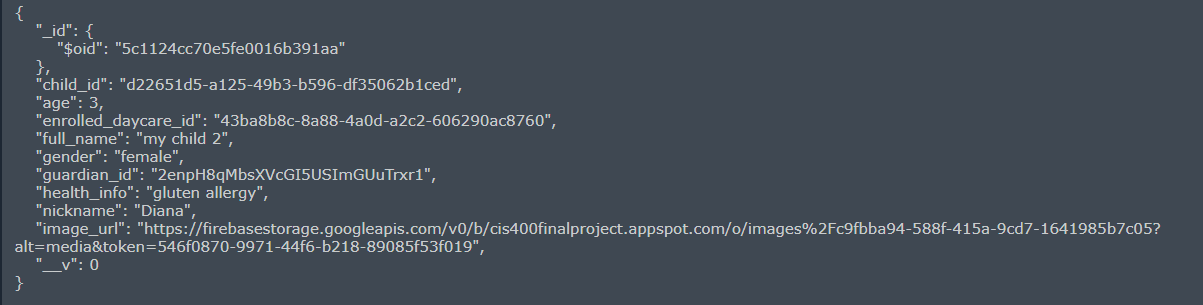 {
"_id": {
"$oid": "5c1124cc70e5fe0016b391aa"
},
"child_id": "d22651d5-a125-49b3-b596-df35062b1ced",
"age": 3,
"enrolled_daycare_id": "43ba8b8c-8a88-4a0d-a2c2-606290ac8760",
"full_name": "my child 2",
"gender": "female",
"guardian_id": "2enpH8qMbsXVcGI5USImGUuTrxr1",
"health_info": "gluten allergy",
"nickname": "Diana",
"image_url": "https://firebasestorage.googleapis.com/v0/b/cis400finalproject.appspot.com/o/images%2Fc9fbba94-588f-415a-9cd7-1641985b7c05?
alt=media&token=546f0870-9971-44f6-b218-89085f53f019",
"__v": 0
}